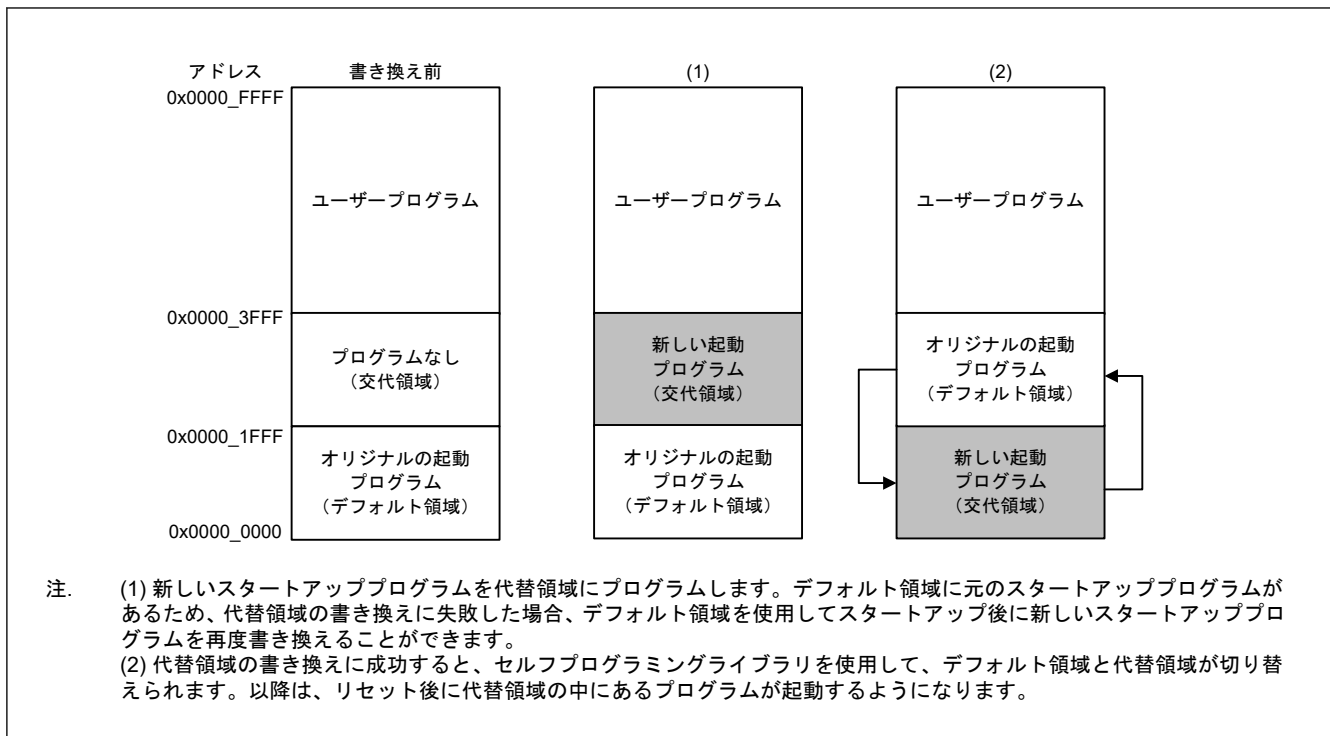 アドレス 書き換え前 (1) (2)
0x0000_FFFF
ユーザープログラム ユーザープログラム ユーザープログラム
0x0000_3FFF
プログラムなし
（交代領域）
新しい起動
プログラム
（交代領域）
オリジナルの起動
プログラム
（デフォルト領域）
0x0000_1FFF
オリジナルの起動
プログラム
（デフォルト領域）
オリジナルの起動
プログラム
（デフォルト領域）
新しい起動
プログラム
（交代領域）
0x0000_0000
注. (1) 新しいスタートアッププログラムを代替領域にプログラムします。デフォルト領域に元のスタートアッププログラムが
あるため、代替領域の書き換えに失敗した場合、デフォルト領域を使用してスタートアップ後に新しいスタートアッププロ
グラムを再度書き換えることができます。
(2) 代替領域の書き換えに成功すると、セルフプログラミングライブラリを使用して、デフォルト領域と代替領域が切り替
えられます。以降は、リセット後に代替領域の中にあるプログラムが起動するようになります。